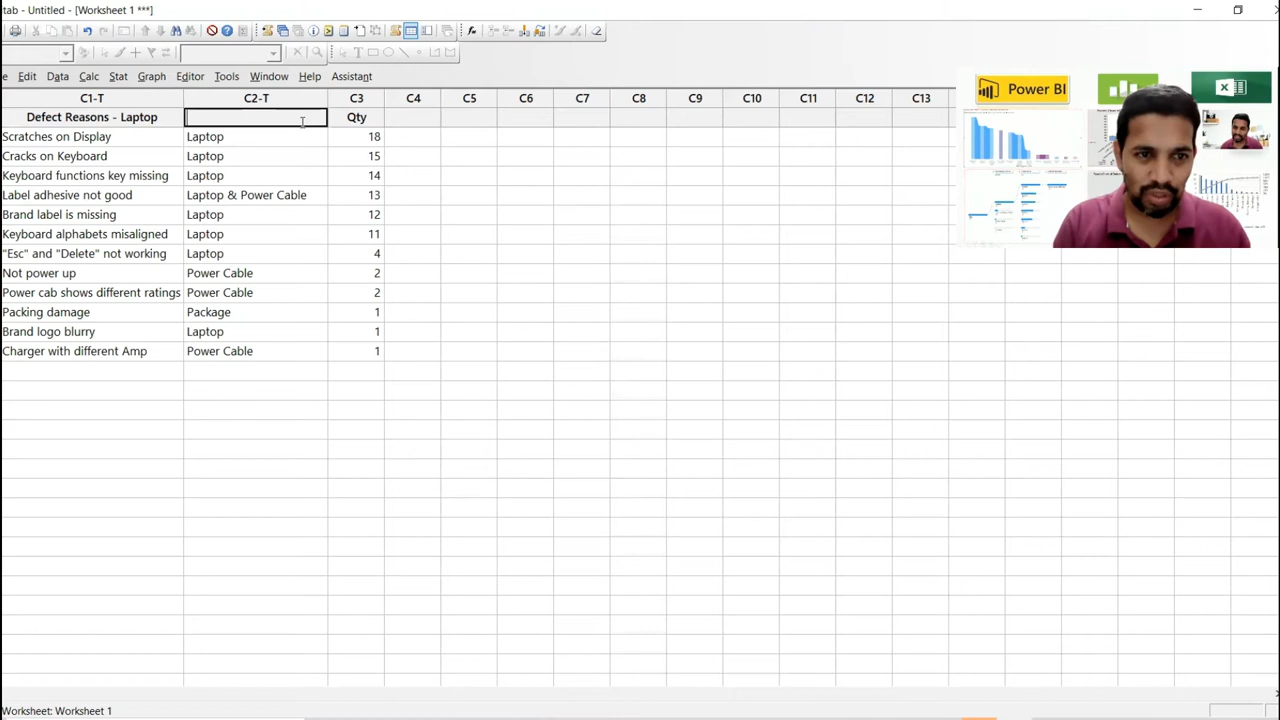 tab - Untitled - [Worksheet 1 ***]
e Edit Data Calc Stat Graph Editor Tools Window Help Assistant
C1-T C2-T C3 C4 C5 C6 C7 C8 C9 C10 C11 C12 C13
Defect Reasons - Laptop Qty
Scratches on Display Laptop 18
Cracks on Keyboard Laptop 15
Keyboard functions key missing Laptop 14
Label adhesive not good Laptop & Power Cable 13
Brand label is missing Laptop 12
Keyboard alphabets misaligned Laptop 11
"Esc" and "Delete" not working Laptop 4
Not power up Power Cable 2
Power cab shows different ratings Power Cable 2
Packing damage Package 1
Brand logo blurry Laptop 1
Charger with different Amp Power Cable 1
Power BI
Worksheet: Worksheet 1